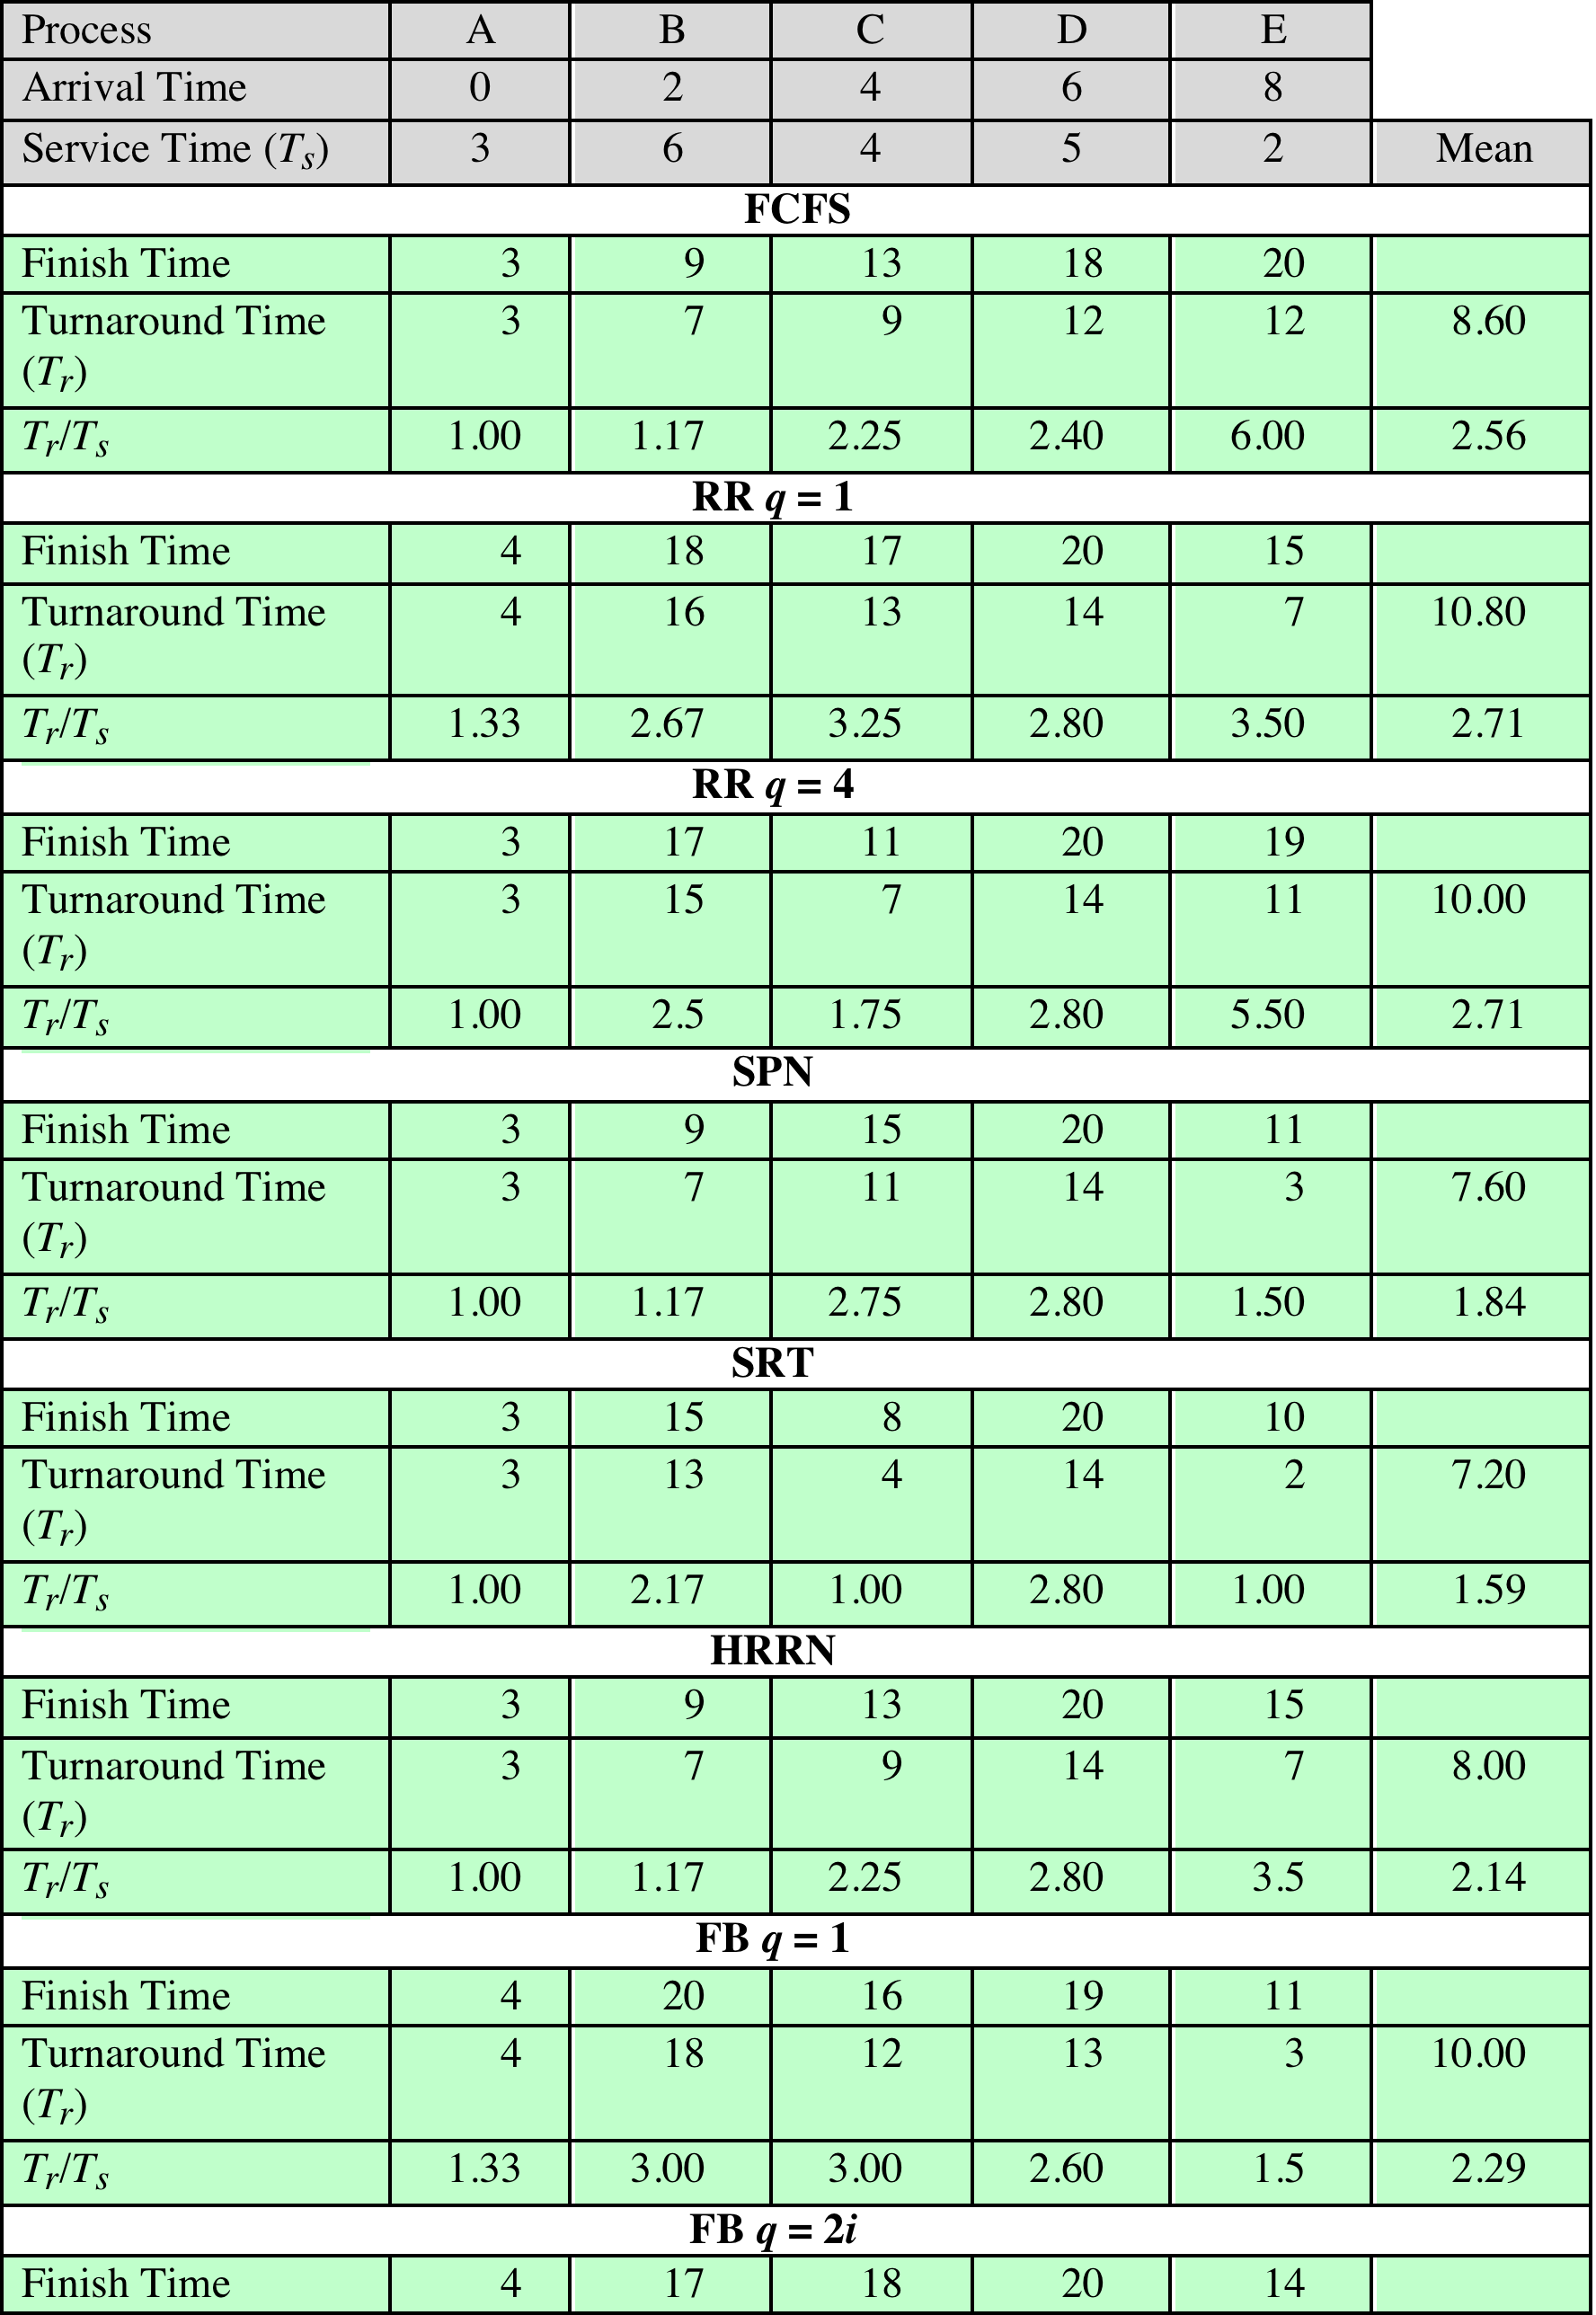 Process A B C D E
Arrival Time 0 2 4 6 8
Service Time (Ts) 3 6 4 5 2 Mean
FCFS
Finish Time 3 9 13 18 20
Turnaround Time 3 7 9 12 12 8.60
(Tr)
Tr/Ts 1.00 1.17 2.25 2.40 6.00 2.56
RR q = 1
Finish Time 4 18 17 20 15
Turnaround Time 4 16 13 14 7 10.80
(Tr)
Tr/Ts 1.33 2.67 3.25 2.80 3.50 2.71
RR q = 4
Finish Time 3 17 11 20 19
Turnaround Time 3 15 7 14 11 10.00
(Tr)
Tr/Ts 1.00 2.5 1.75 2.80 5.50 2.71
SPN
Finish Time 3 9 15 20 11
Turnaround Time 3 7 11 14 3 7.60
(Tr)
Tr/Ts 1.00 1.17 2.75 2.80 1.50 1.84
SRT
Finish Time 3 15 8 20 10
Turnaround Time 3 13 4 14 2 7.20
(Tr)
Tr/Ts 1.00 2.17 1.00 2.80 1.00 1.59
HRRN
Finish Time 3 9 13 20 15
Turnaround Time 3 7 9 14 7 8.00
(Tr)
Tr/Ts 1.00 1.17 2.25 2.80 3.5 2.14
FB q = 1
Finish Time 4 20 16 19 11
Turnaround Time 4 18 12 13 3 10.00
(Tr)
Tr/Ts 1.33 3.00 3.00 2.60 1.5 2.29
FB q = 2i
Finish Time 4 17 18 20 14